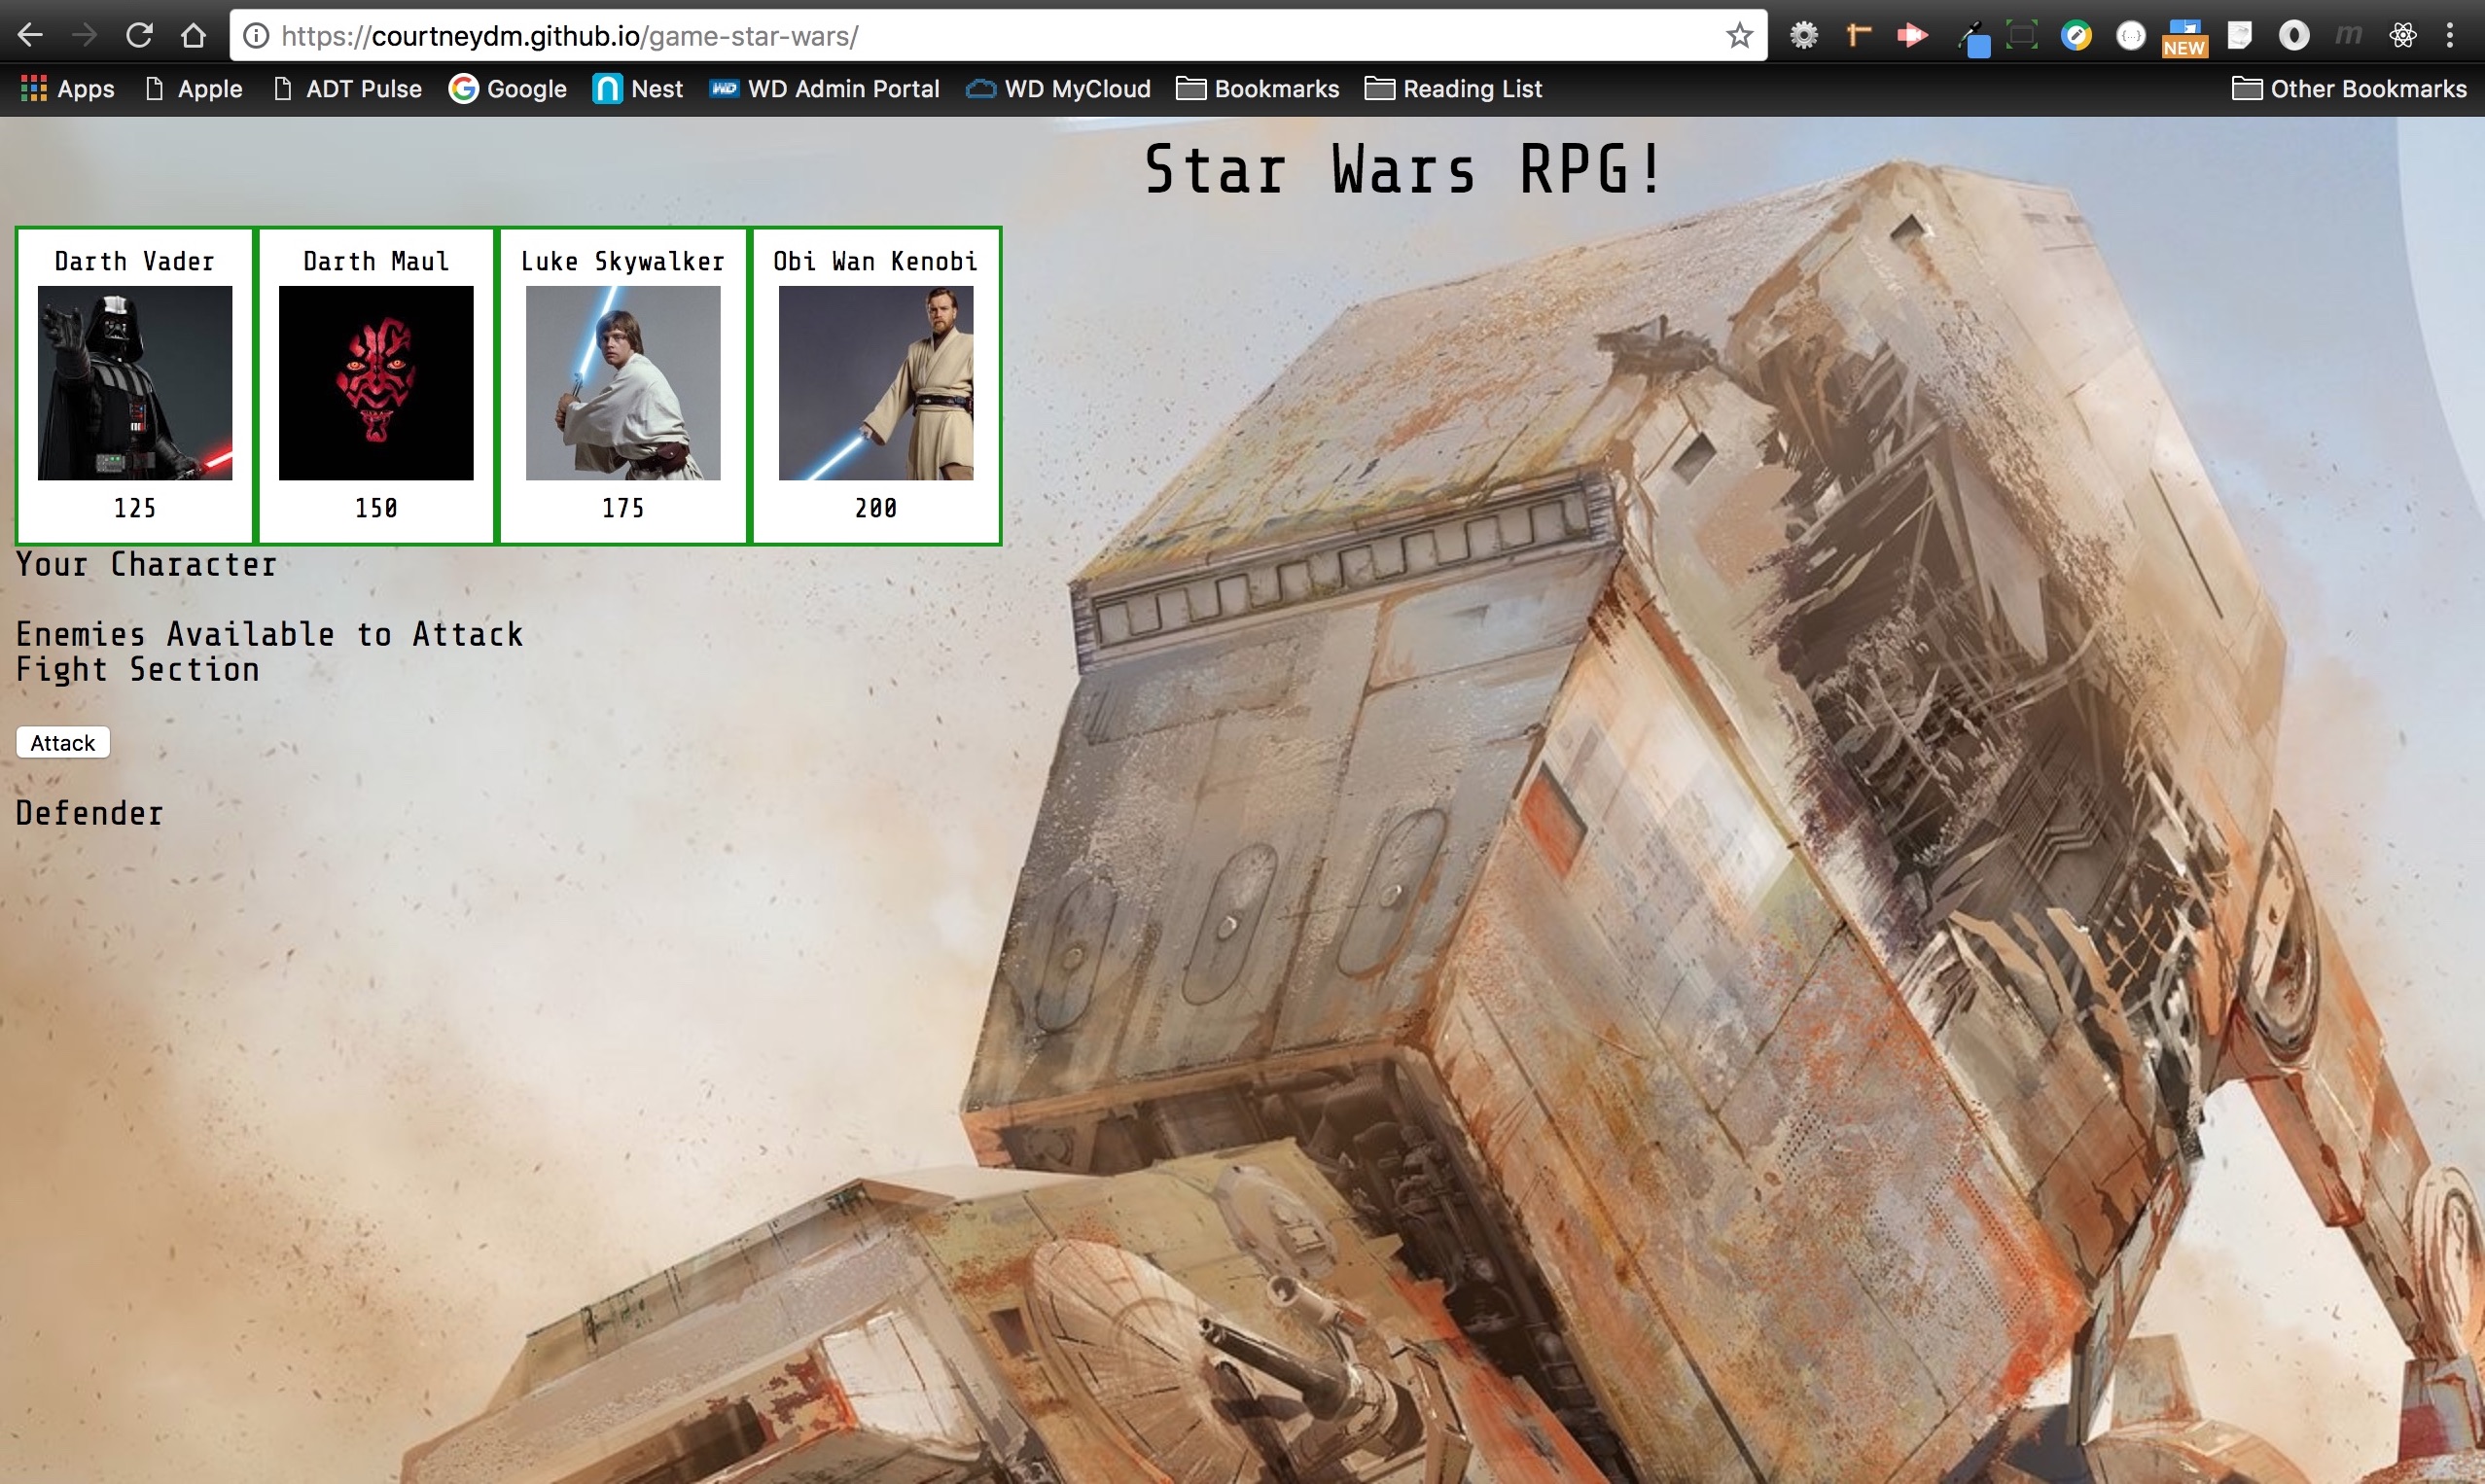 https://courtneydm.github.io/game-star-wars/
NEW
m
Apps Apple ADT Pulse Google Nest WD WD Admin Portal WD MyCloud Bookmarks Reading List Other Bookmarks
Star Wars RPG!
Darth Vader Darth Maul Luke Skywalker Obi Wan Kenobi
125 150 175 200
Your Character
Enemies Available to Attack
Fight Section
Attack
Defender